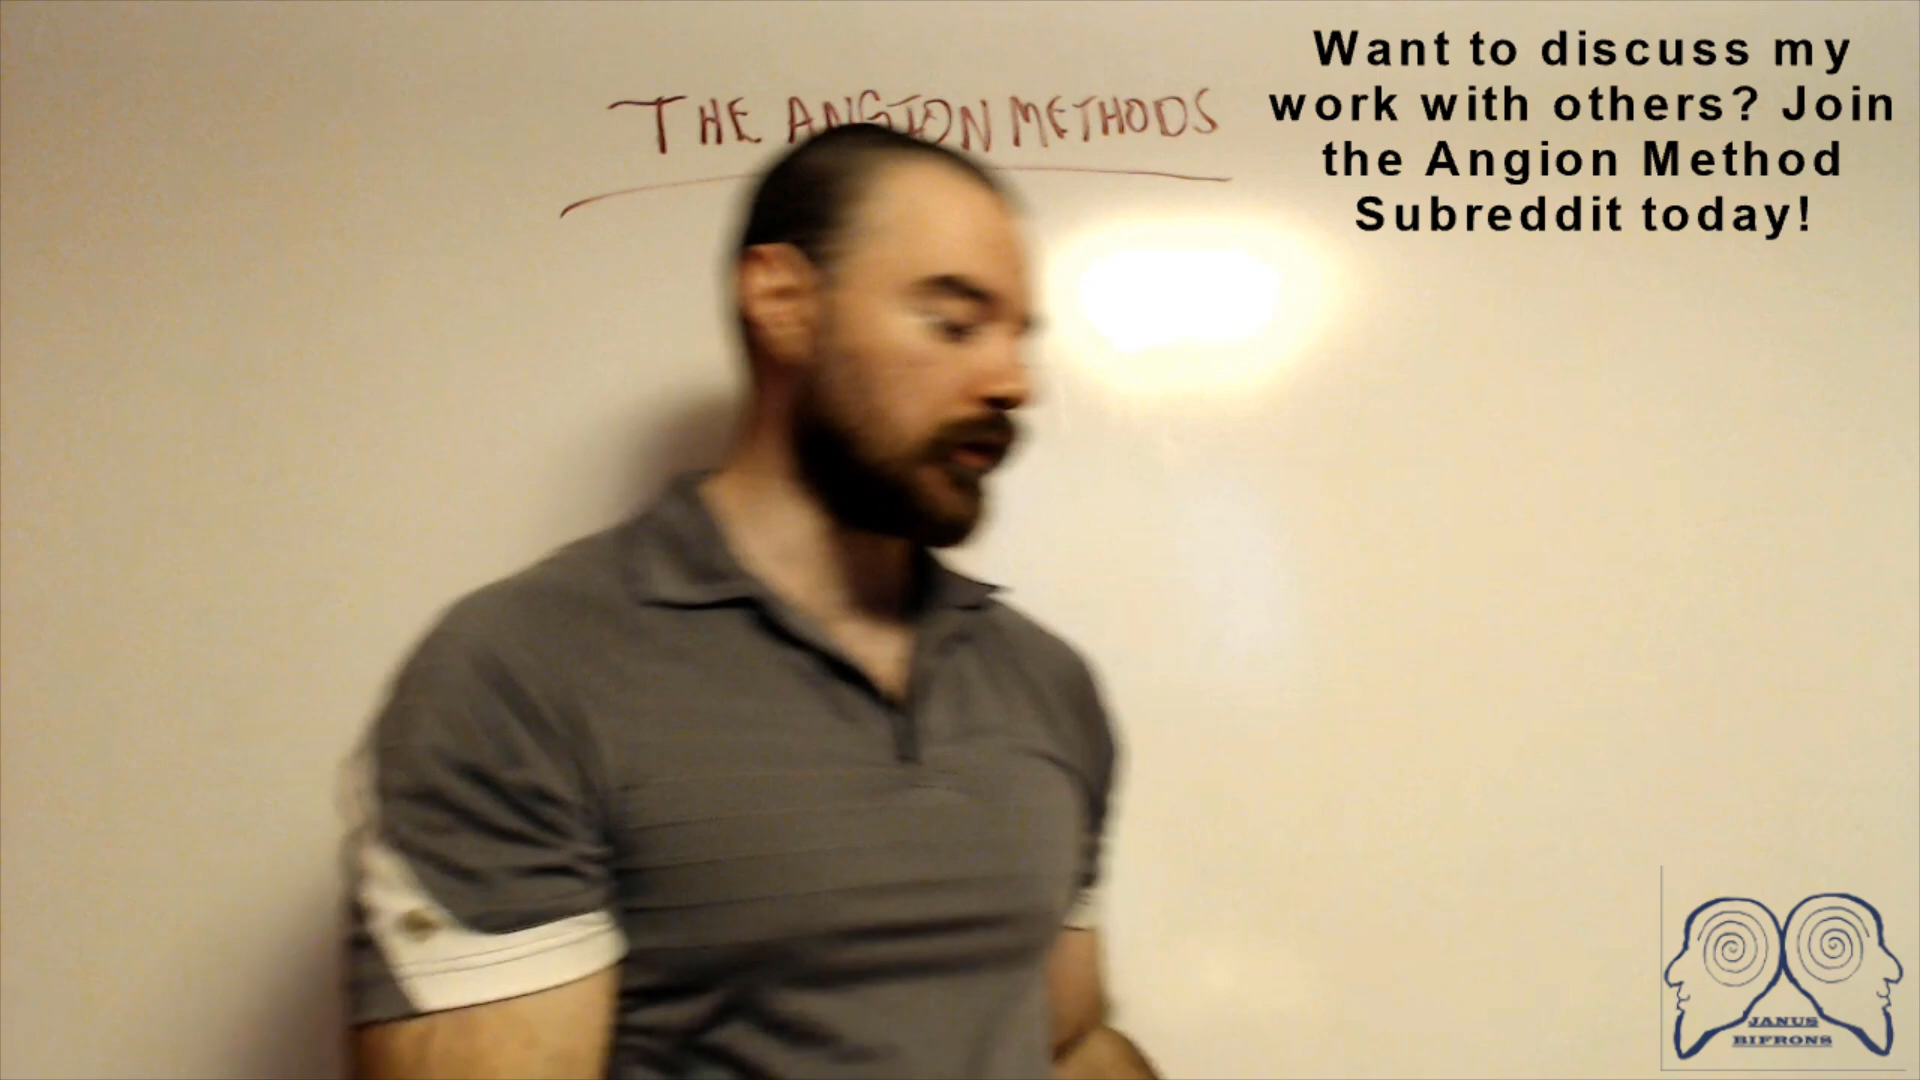 THE ANGION METHODS
Want to discuss my
work with others? Join
the Angion Method
Subreddit today!
JANUS
BIFRONS